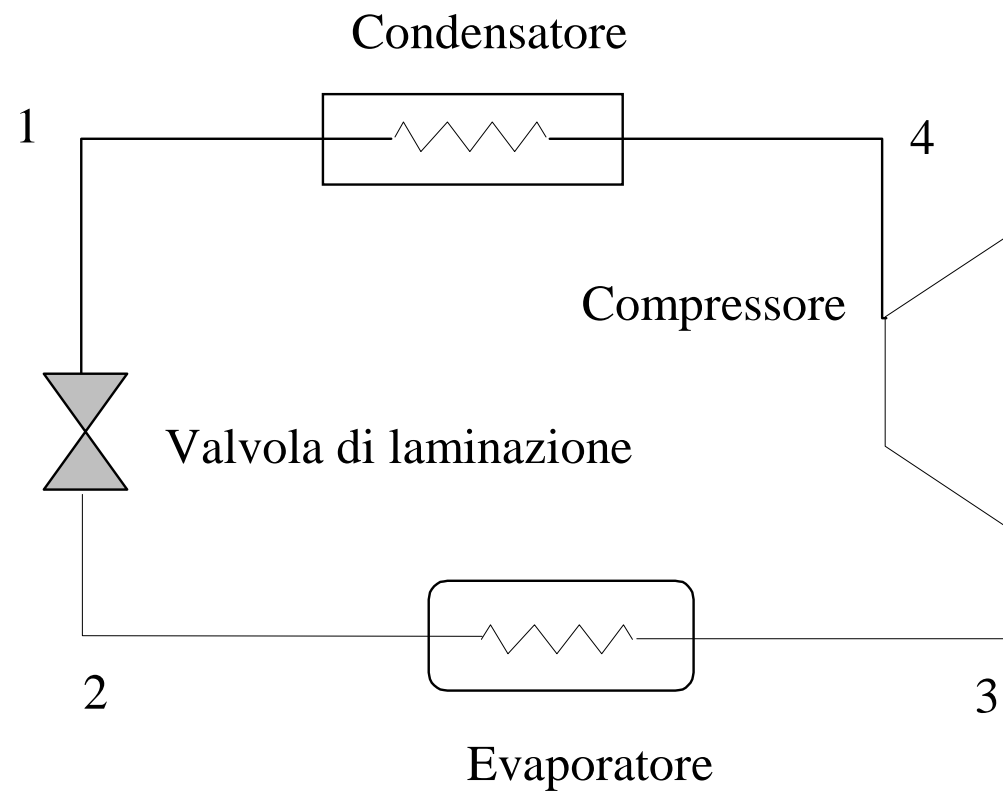 Condensatore
1
4
Compressore
Valvola di laminazione
2
3
Evaporatore